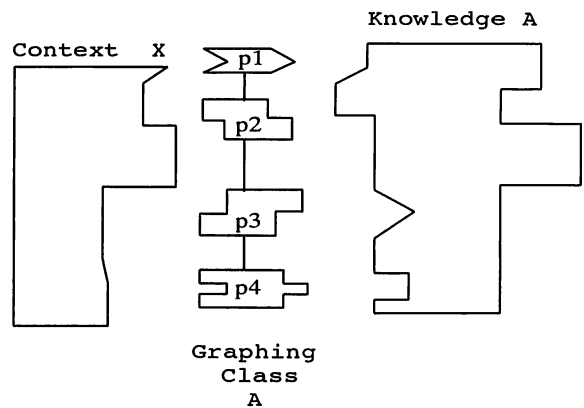 Knowledge A
Context X
p1
p2
p3
p4
Graphing
Class
A